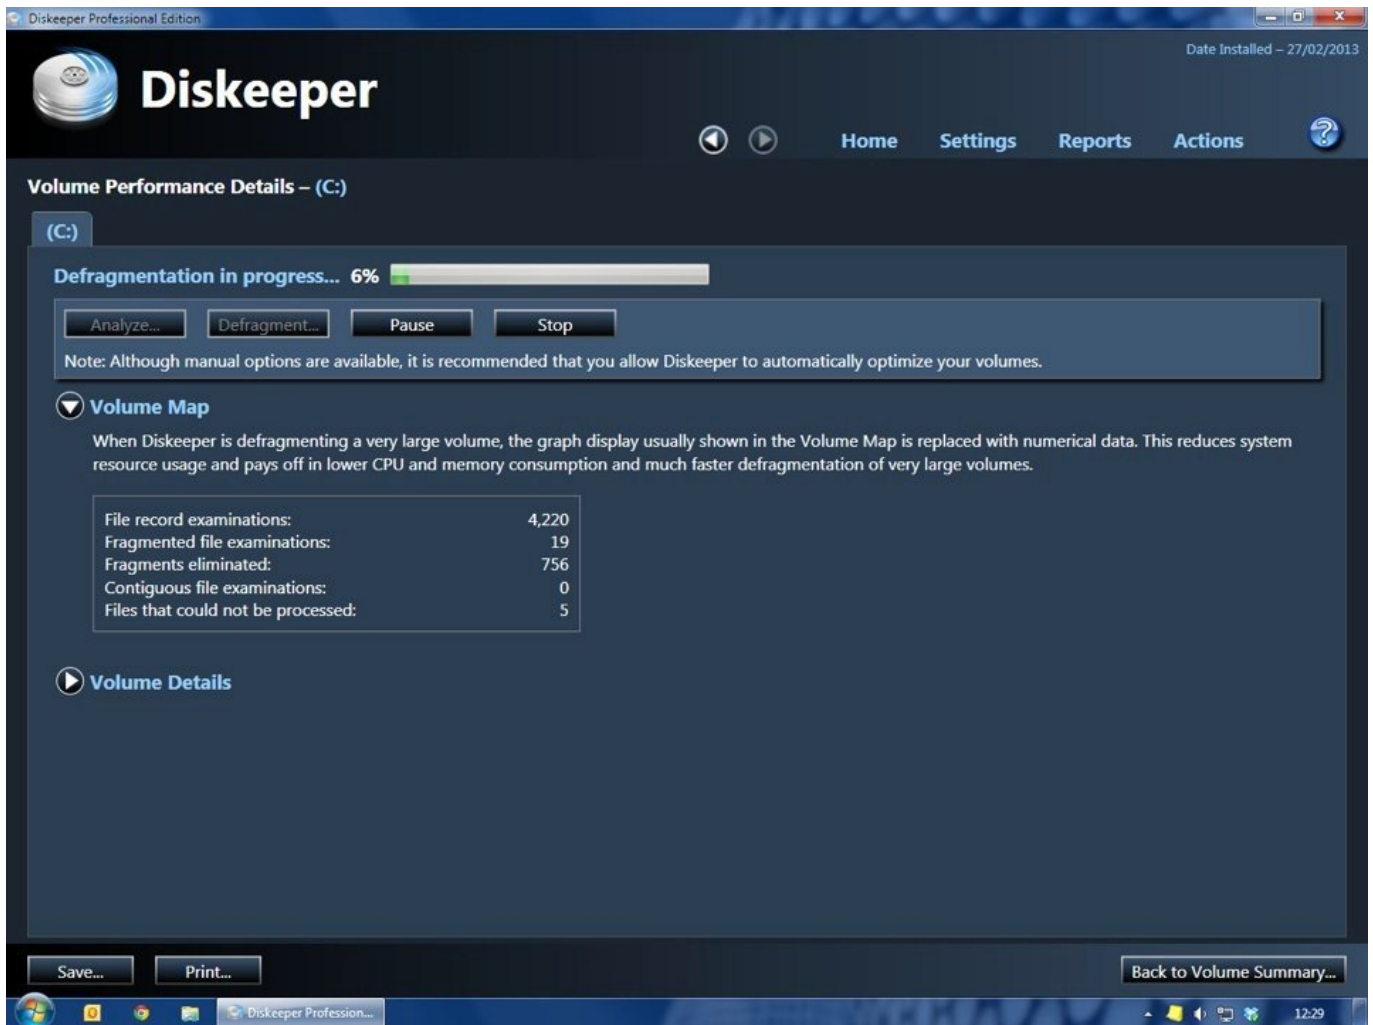 Diskeeper Professional Edition
Date Installed – 27/02/2013
Diskeeper
Home Settings Reports Actions
Volume Performance Details – (C:)
(C:)
Defragmentation in progress... 6%
Analyze... Defragment... Pause Stop
Note: Although manual options are available, it is recommended that you allow Diskeeper to automatically optimize your volumes.
Volume Map
When Diskeeper is defragmenting a very large volume, the graph display usually shown in the Volume Map is replaced with numerical data. This reduces system
resource usage and pays off in lower CPU and memory consumption and much faster defragmentation of very large volumes.
File record examinations: 4,220
Fragmented file examinations: 19
Fragments eliminated: 756
Contiguous file examinations: 0
Files that could not be processed: 5
Volume Details
Save... Print... Back to Volume Summary...
Diskeeper Profession... 12:29